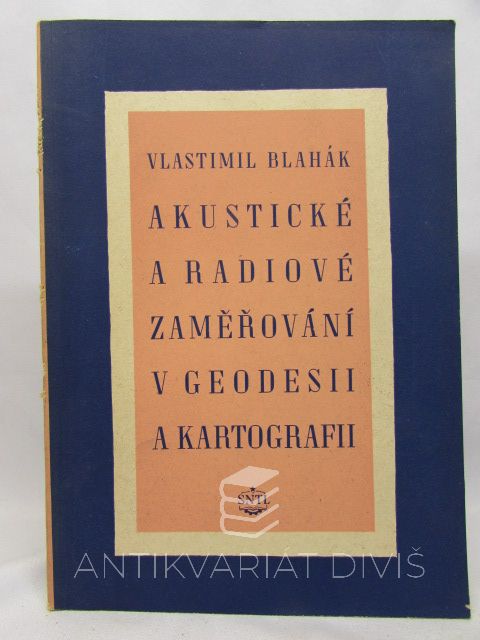 VLASTIMIL BLAHÁK
AKUSTICKÉ
A RADIOVÉ
ZAMĚŘOVÁNÍ
V GEODESII
A KARTOGRAFII
SNTL
ANTIKVARIÁT DIVIŠ